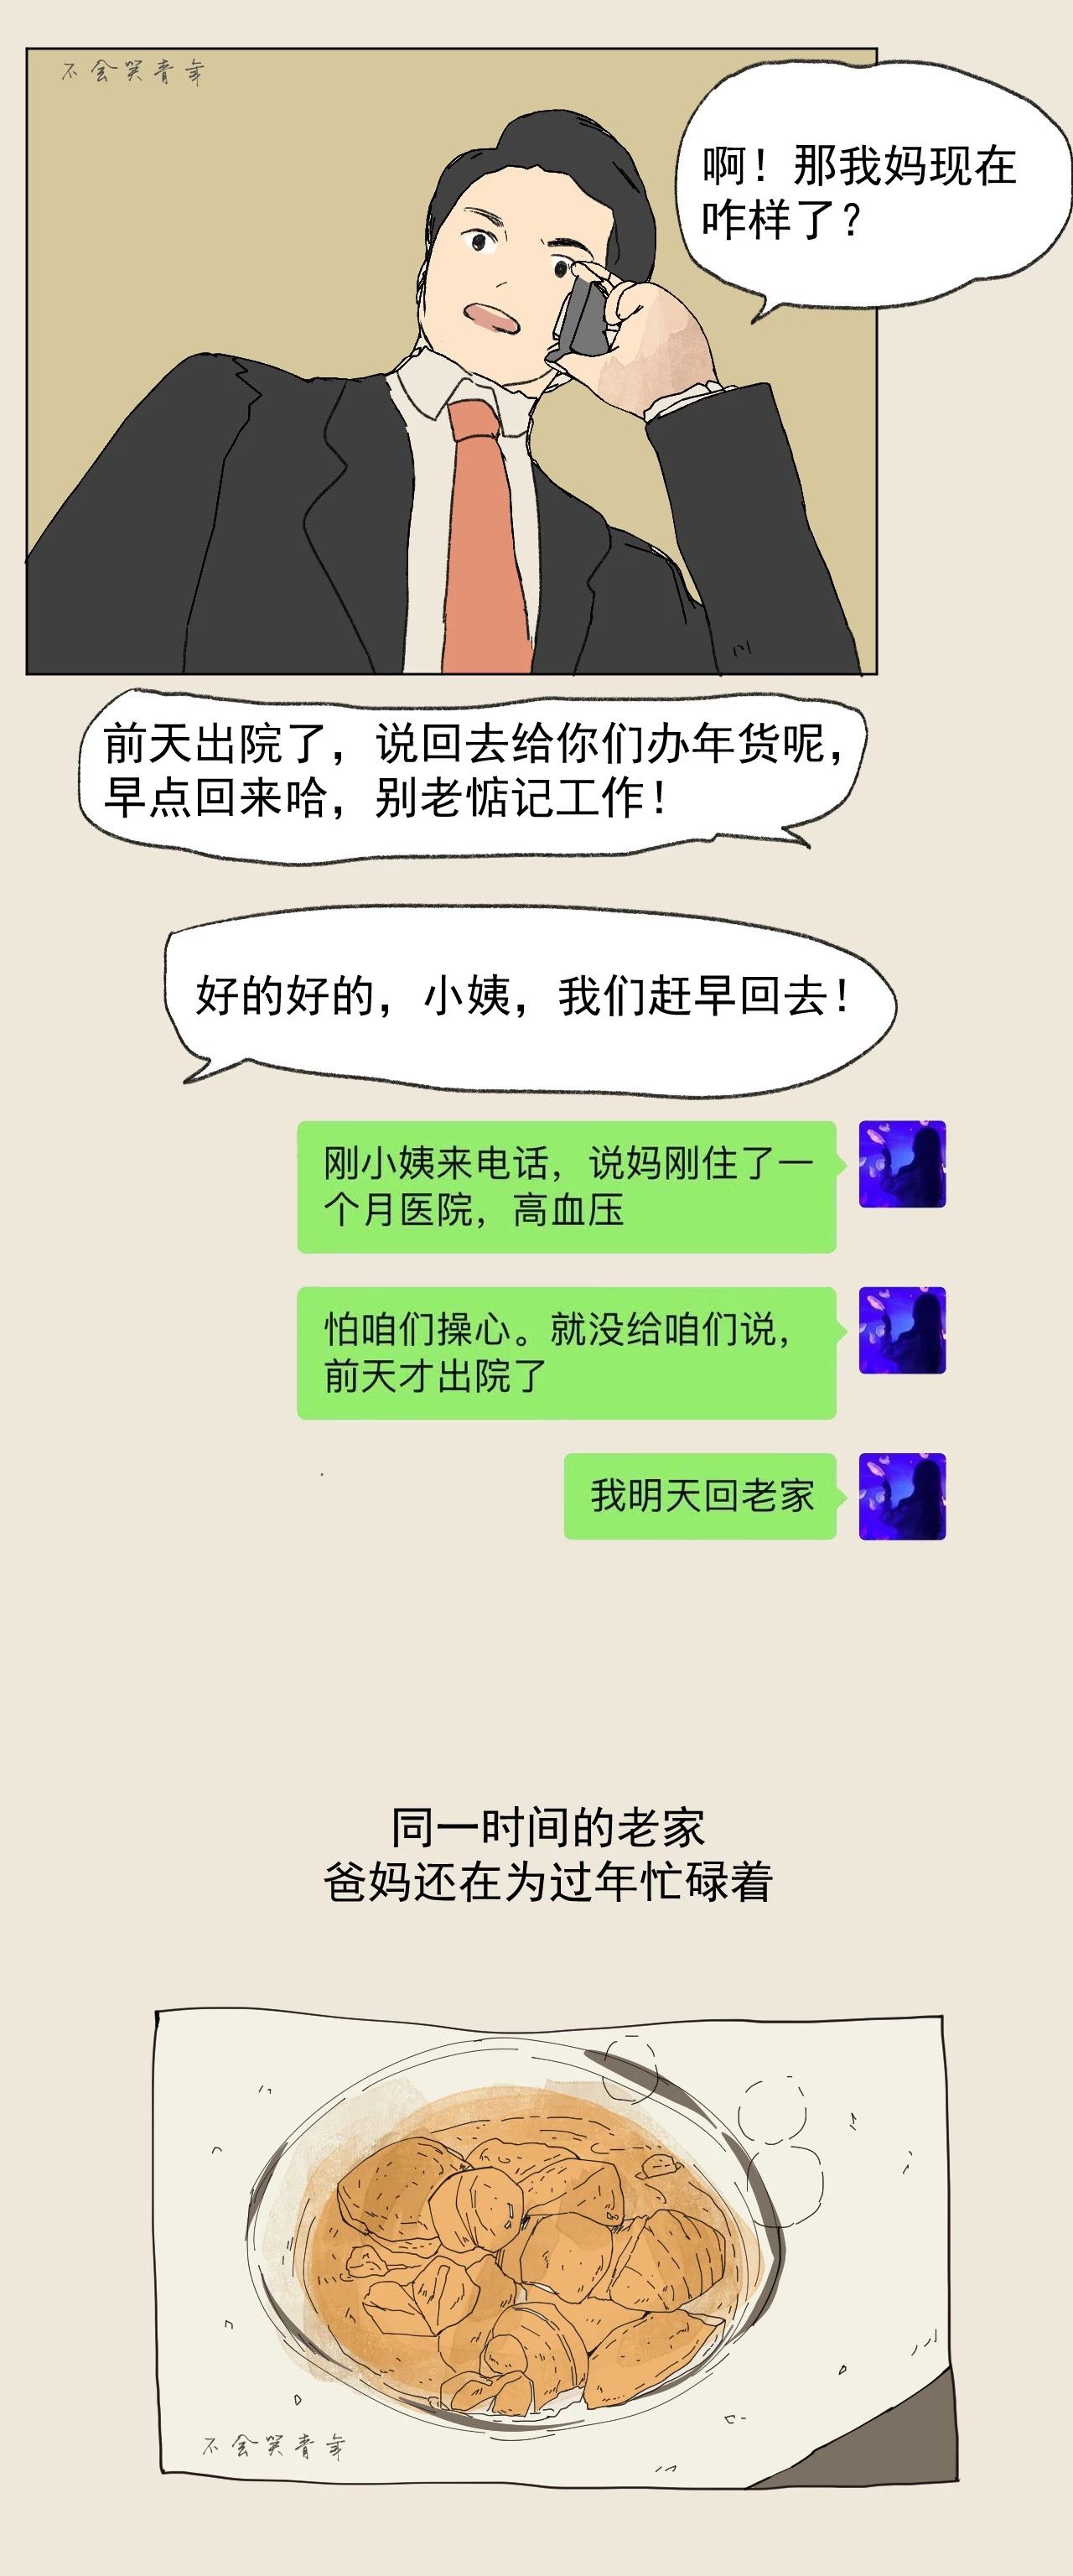 不会笑青年
啊！那我妈现在
咋样了？
前天出院了，说回去给你们办年货呢，
早点回来哈，别老惦记工作！
好的好的，小姨，我们赶早回去！
刚小姨来电话，说妈刚住了一
个月医院，高血压
怕咱们操心。就没给咱们说，
前天才出院了
我明天回老家
同一时间的老家
爸妈还在为过年忙碌着
不会笑青年